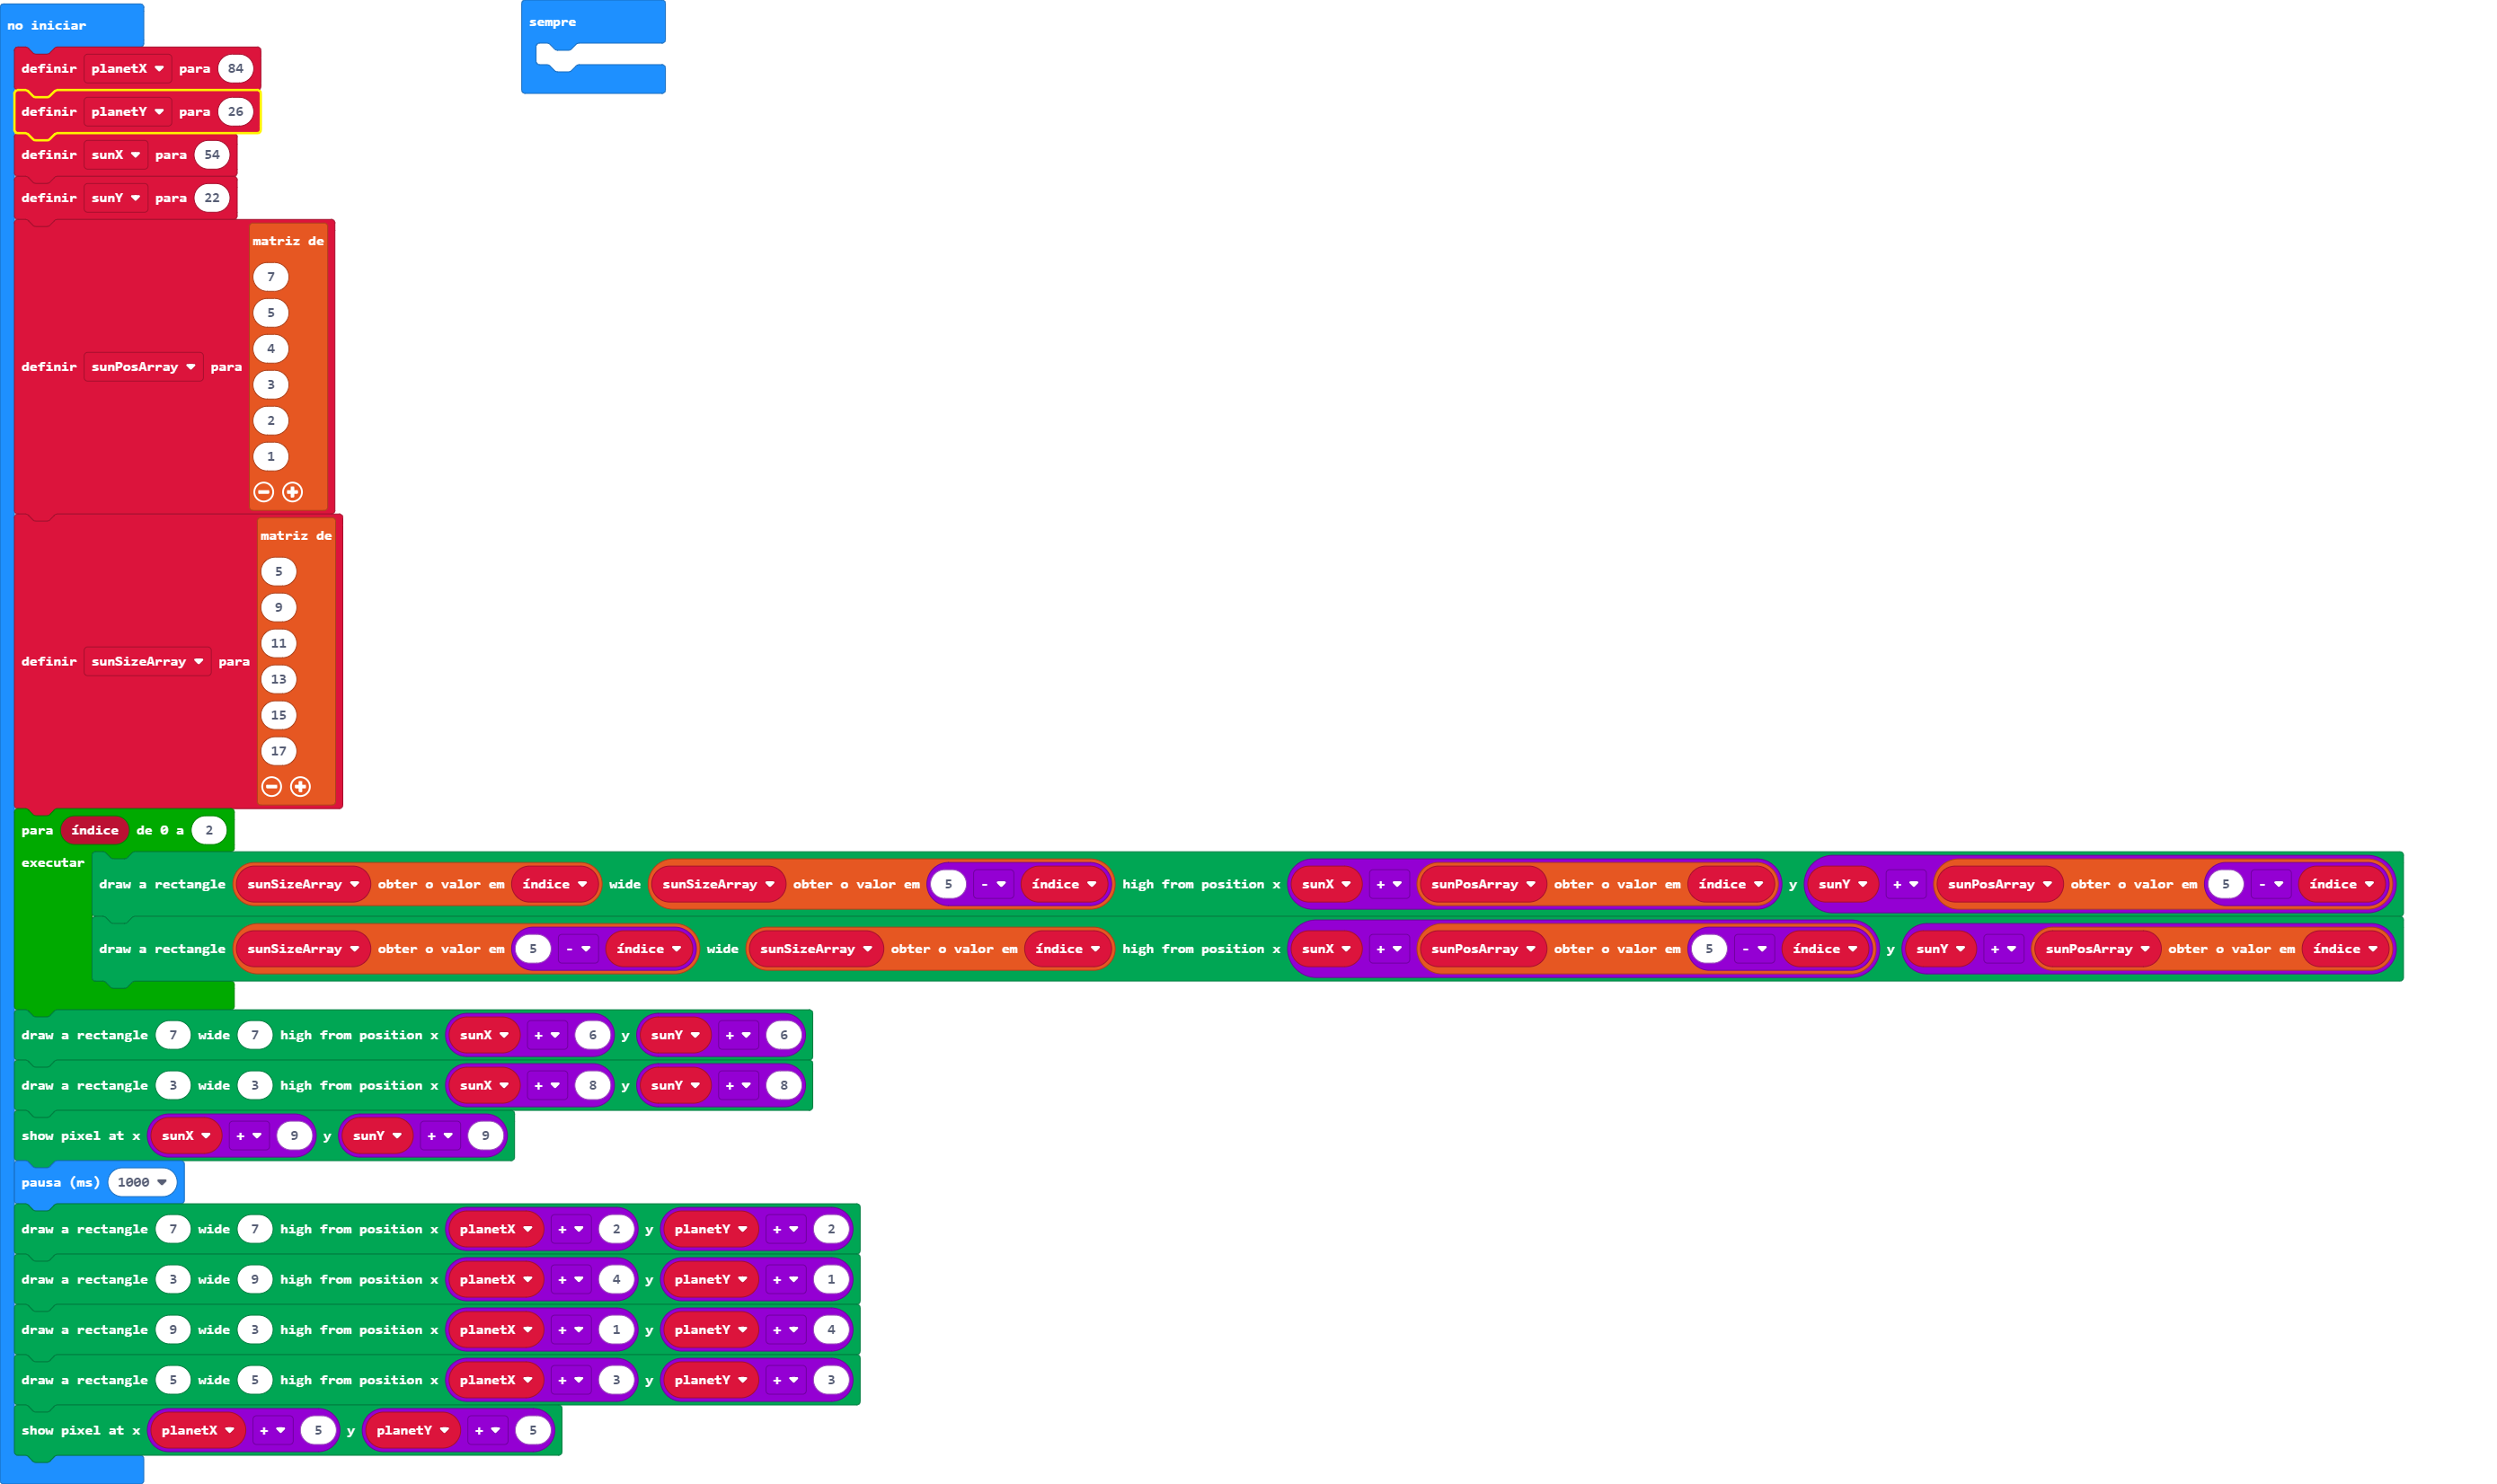 no iniciar
definir planetX para 84
definir planetY para 26
definir sunX para 54
definir sunY para 22
definir sunPosArray para
matriz de
7
5
4
3
2
1
definir sunSizeArray para
matriz de
5
9
11
13
15
17
para índice de 0 a 2
executar
draw a rectangle sunSizeArray obter o valor em índice wide sunSizeArray obter o valor em 5 - índice high from position x sunX + sunPosArray obter o valor em índice y sunY + sunPosArray obter o valor em 5 - índice
draw a rectangle sunSizeArray obter o valor em 5 - índice wide sunSizeArray obter o valor em índice high from position x sunX + sunPosArray obter o valor em 5 - índice y sunY + sunPosArray obter o valor em índice
draw a rectangle 7 wide 7 high from position x sunX + 6 y sunY + 6
draw a rectangle 3 wide 3 high from position x sunX + 8 y sunY + 8
show pixel at x sunX + 9 y sunY + 9
pausa (ms) 1000
draw a rectangle 7 wide 7 high from position x planetX + 2 y planetY + 2
draw a rectangle 3 wide 9 high from position x planetX + 4 y planetY + 1
draw a rectangle 9 wide 3 high from position x planetX + 1 y planetY + 4
draw a rectangle 5 wide 5 high from position x planetX + 3 y planetY + 3
show pixel at x planetX + 5 y planetY + 5
sempre